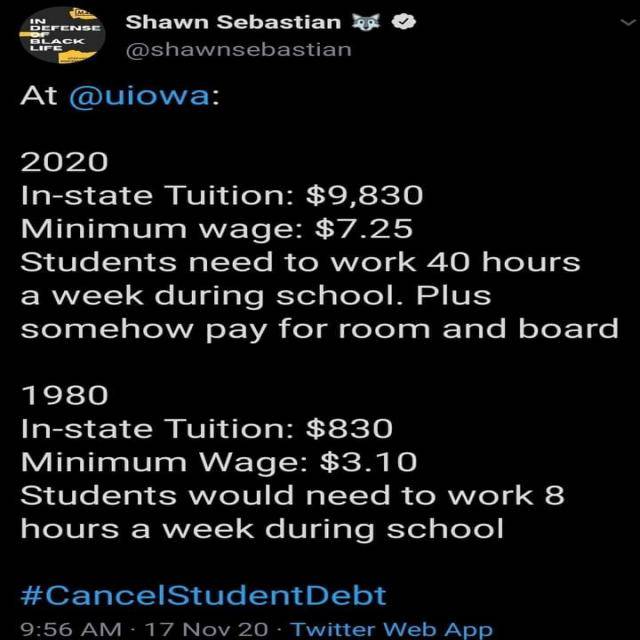 IN
DEFENSE
OF
BLACK
LIFE
Shawn Sebastian
@shawnsebastian
At @uiowa:
2020
In-state Tuition: $9,830
Minimum wage: $7.25
Students need to work 40 hours
a week during school. Plus
somehow pay for room and board
1980
In-state Tuition: $830
Minimum Wage: $3.10
Students would need to work 8
hours a week during school
#CancelStudentDebt
9:56 AM · 17 Nov 20 · Twitter Web App